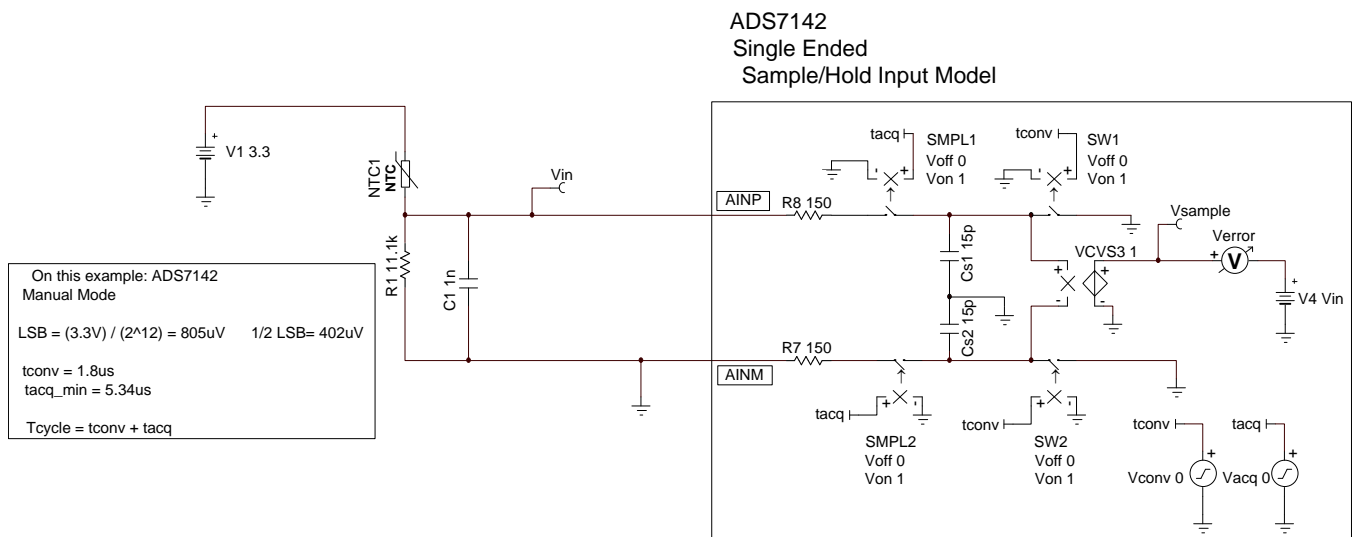 ADS7142
Single Ended
Sample/Hold Input Model
V1 3.3
NTC1
NTC
Vin
R1 11.1k
C1 1n
On this example: ADS7142
Manual Mode
LSB = (3.3V) / (2^12) = 805uV 1/2 LSB= 402uV
tconv = 1.8us
tacq_min = 5.34us
Tcycle = tconv + tacq
AINP
R8 150
tacq
SMPL1
Voff 0
Von 1
tconv
SW1
Voff 0
Von 1
Cs1 15p
Cs2 15p
VCVS3 1
+
-
+
-
Vsample
Verror
+
V
+
V4 Vin
AINM
R7 150
tacq
+
-
SMPL2
Voff 0
Von 1
tconv
+
-
SW2
Voff 0
Von 1
tconv
+
Vconv 0
tacq
+
Vacq 0